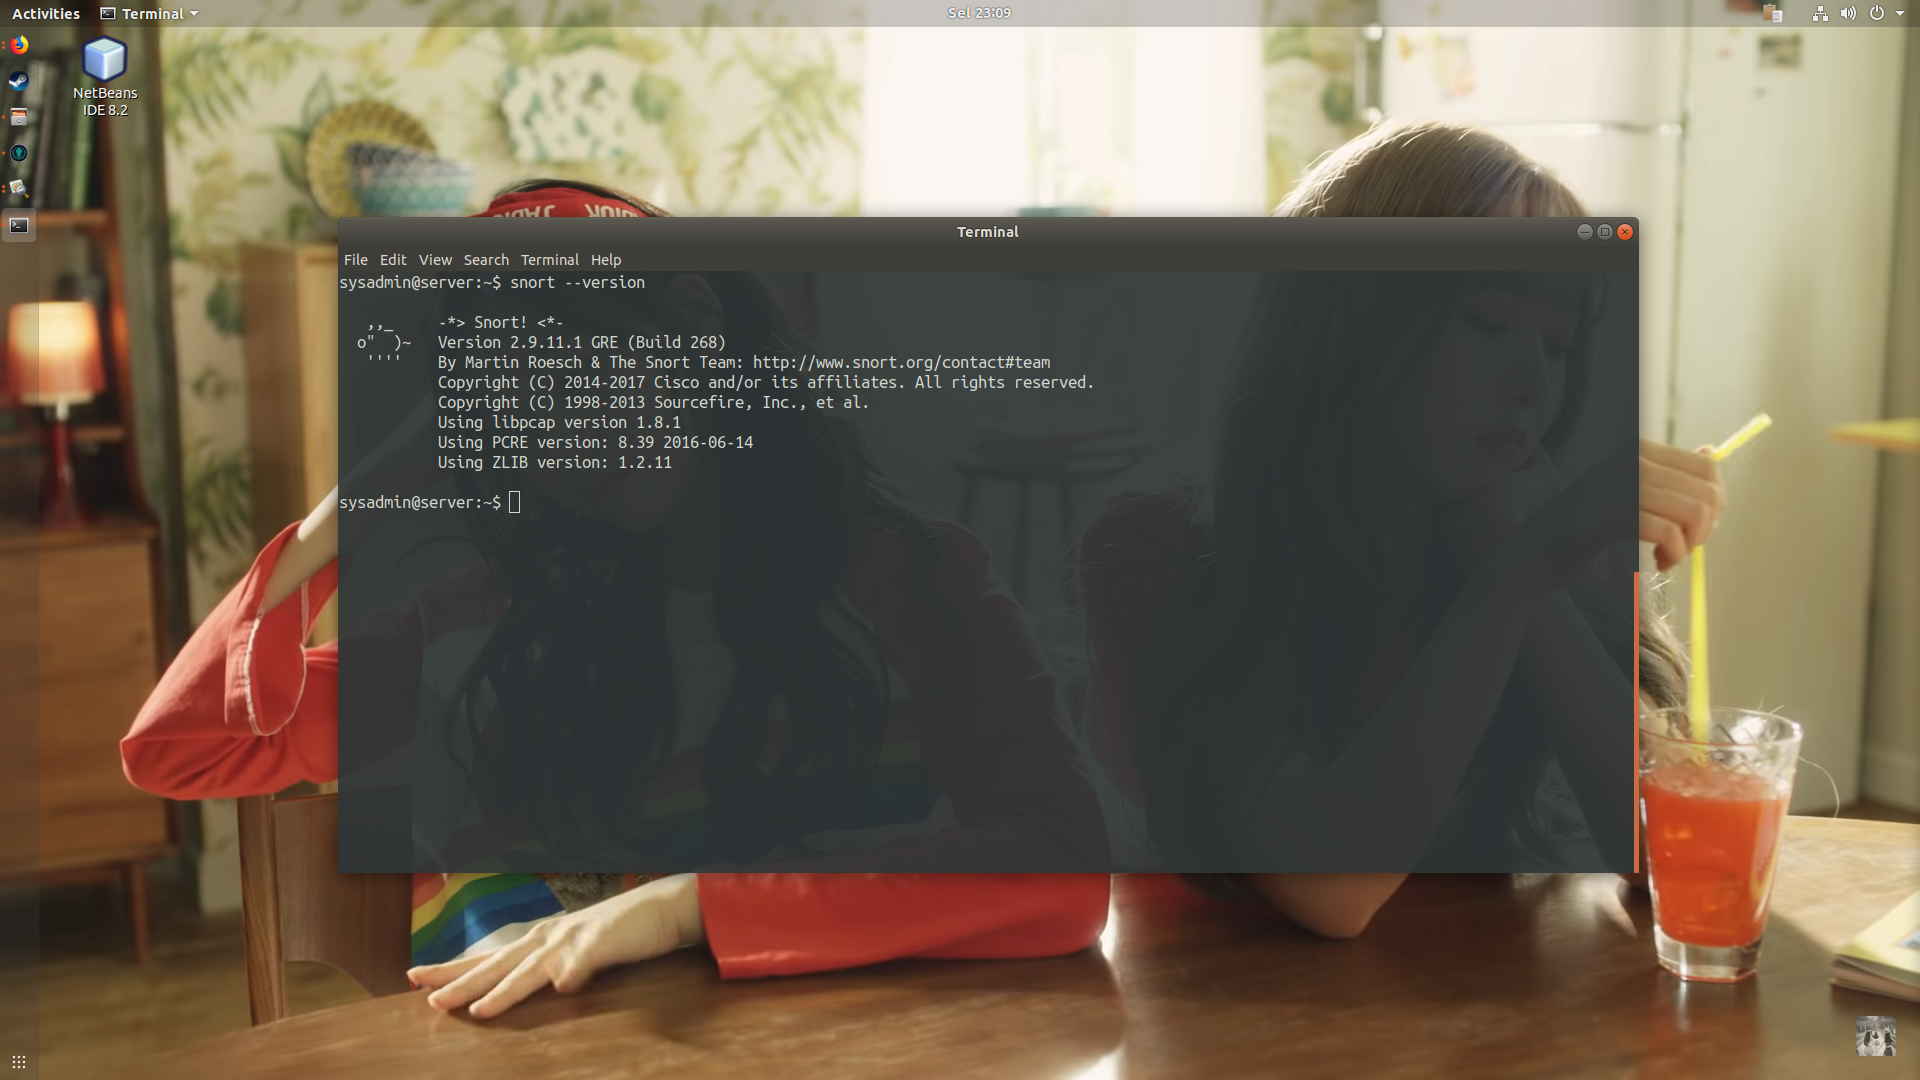 Activities
Terminal
Sel 23:09
NetBeans
IDE 8.2
Terminal
File Edit View Search Terminal Help
sysadmin@server:~$ snort --version
,,_ -*> Snort! <*-
o" )~ Version 2.9.11.1 GRE (Build 268)
'''' By Martin Roesch & The Snort Team: http://www.snort.org/contact#team
Copyright (C) 2014-2017 Cisco and/or its affiliates. All rights reserved.
Copyright (C) 1998-2013 Sourcefire, Inc., et al.
Using libpcap version 1.8.1
Using PCRE version: 8.39 2016-06-14
Using ZLIB version: 1.2.11
sysadmin@server:~$